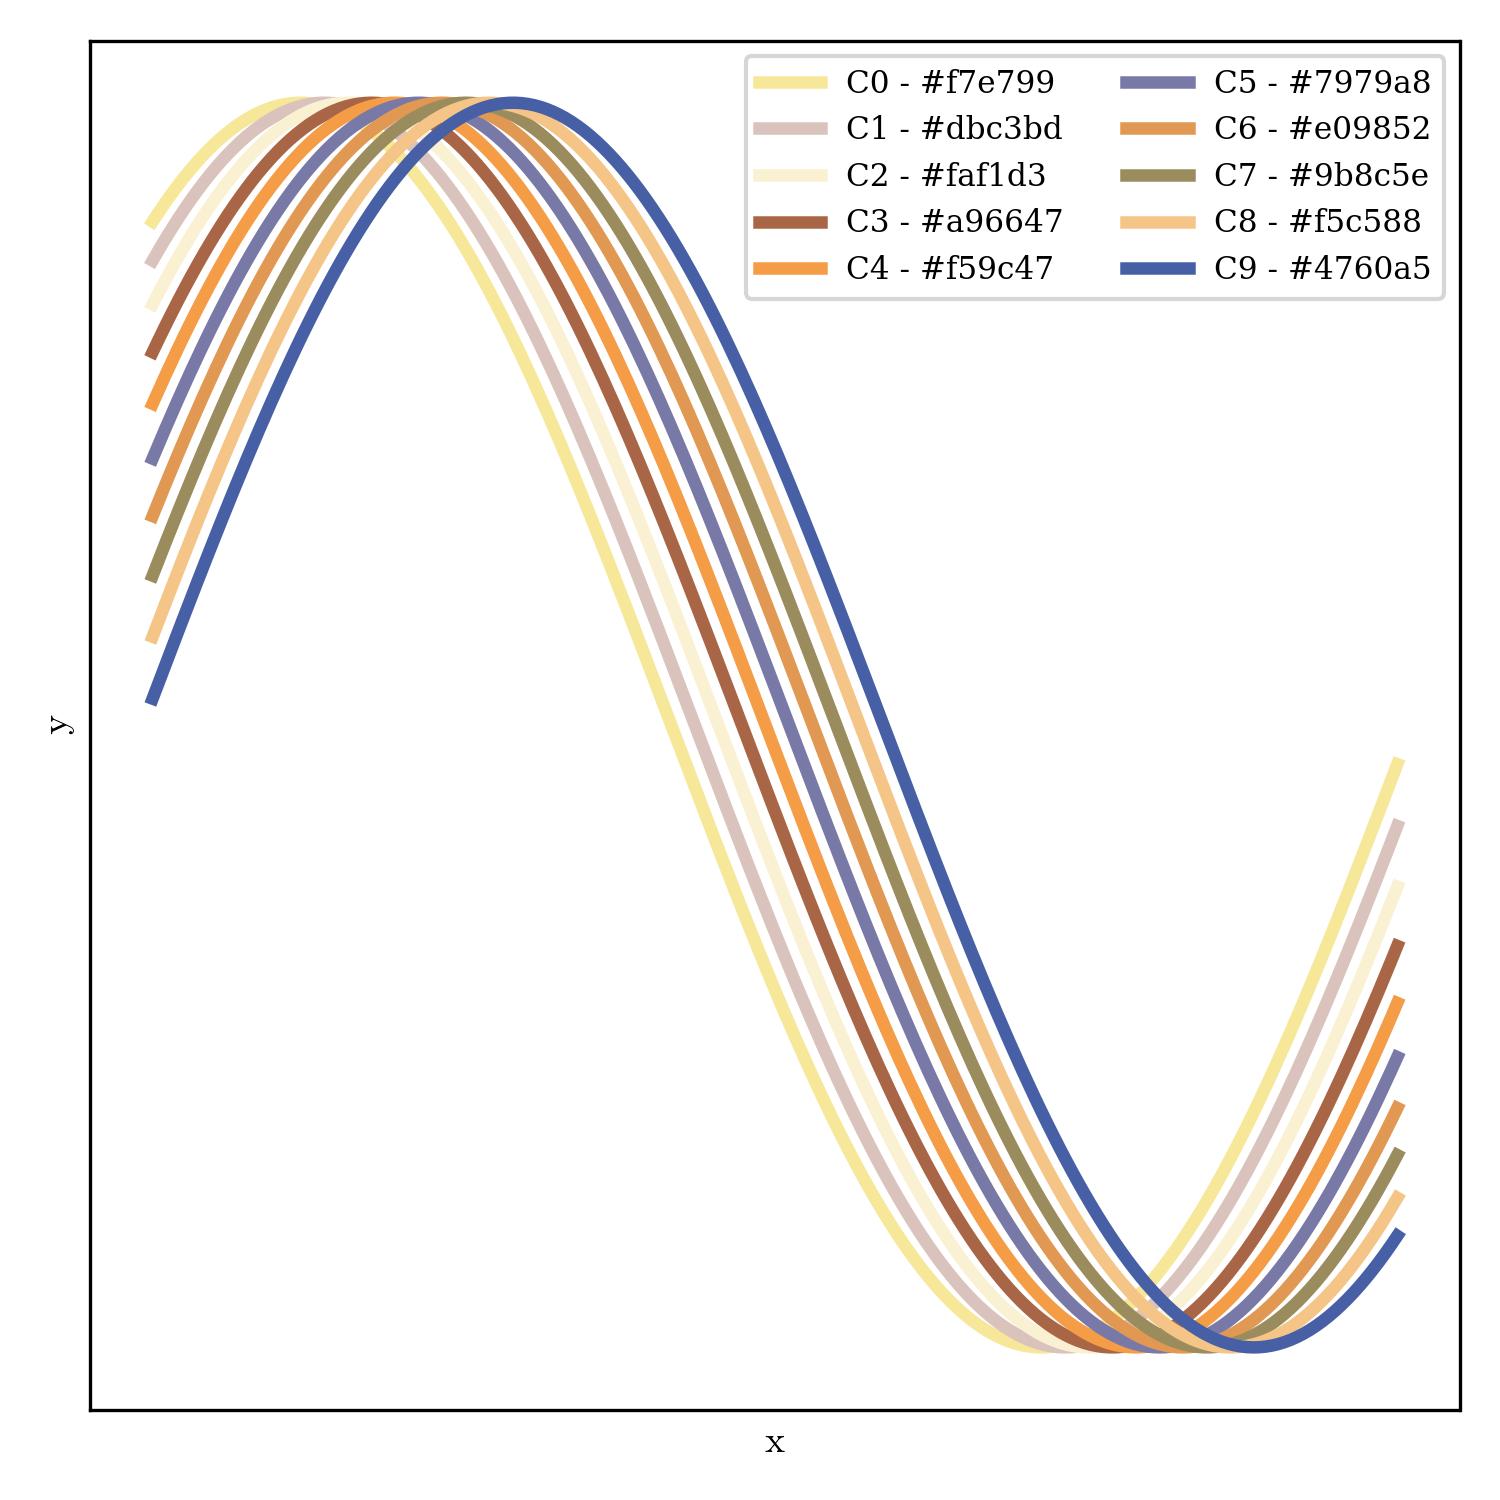 C0 - #f7e799
C1 - #dbc3bd
C2 - #faf1d3
C3 - #a96647
C4 - #f59c47
C5 - #7979a8
C6 - #e09852
C7 - #9b8c5e
C8 - #f5c588
C9 - #4760a5
y
x